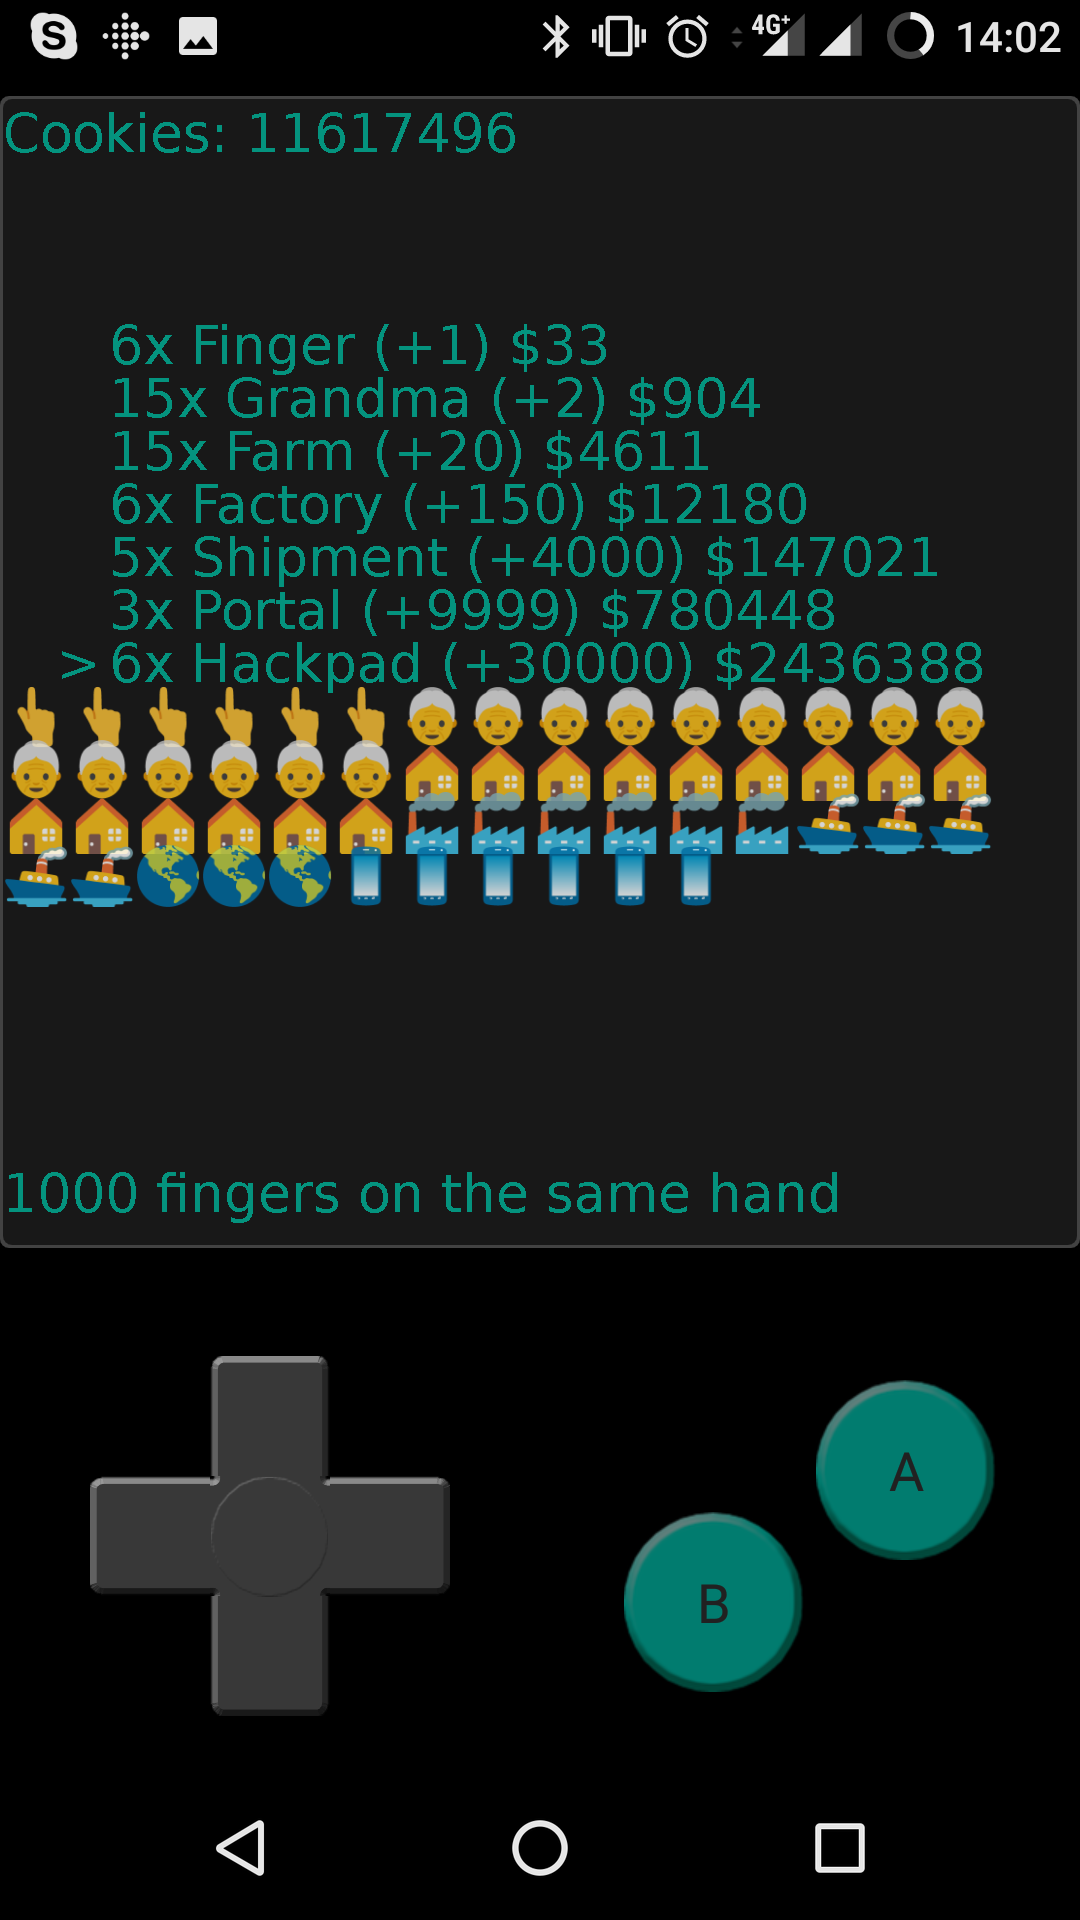 4G+ 14:02
Cookies: 11617496
6x Finger (+1) $33
15x Grandma (+2) $904
15x Farm (+20) $4611
6x Factory (+150) $12180
5x Shipment (+4000) $147021
3x Portal (+9999) $780448
> 6x Hackpad (+30000) $2436388
1000 fingers on the same hand
A
B